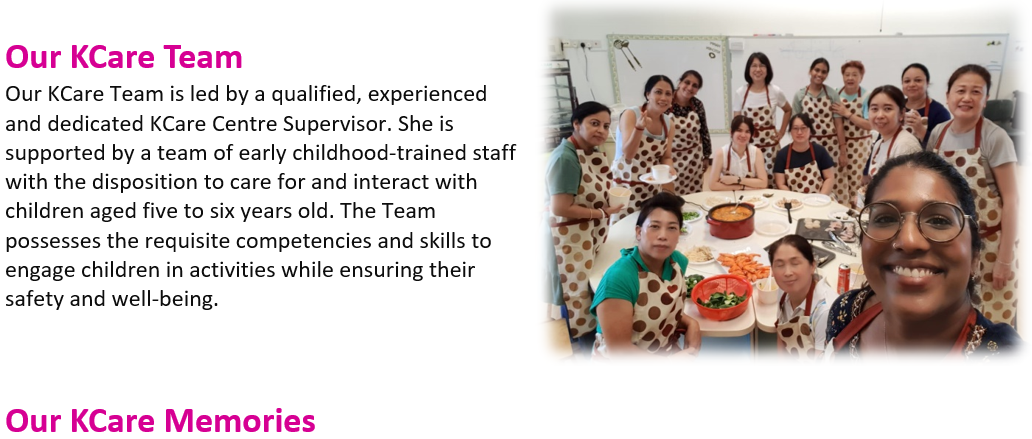 Our KCare Team
Our KCare Team is led by a qualified, experienced
and dedicated KCare Centre Supervisor. She is
supported by a team of early childhood-trained staff
with the disposition to care for and interact with
children aged five to six years old. The Team
possesses the requisite competencies and skills to
engage children in activities while ensuring their
safety and well-being.
Our KCare Memories